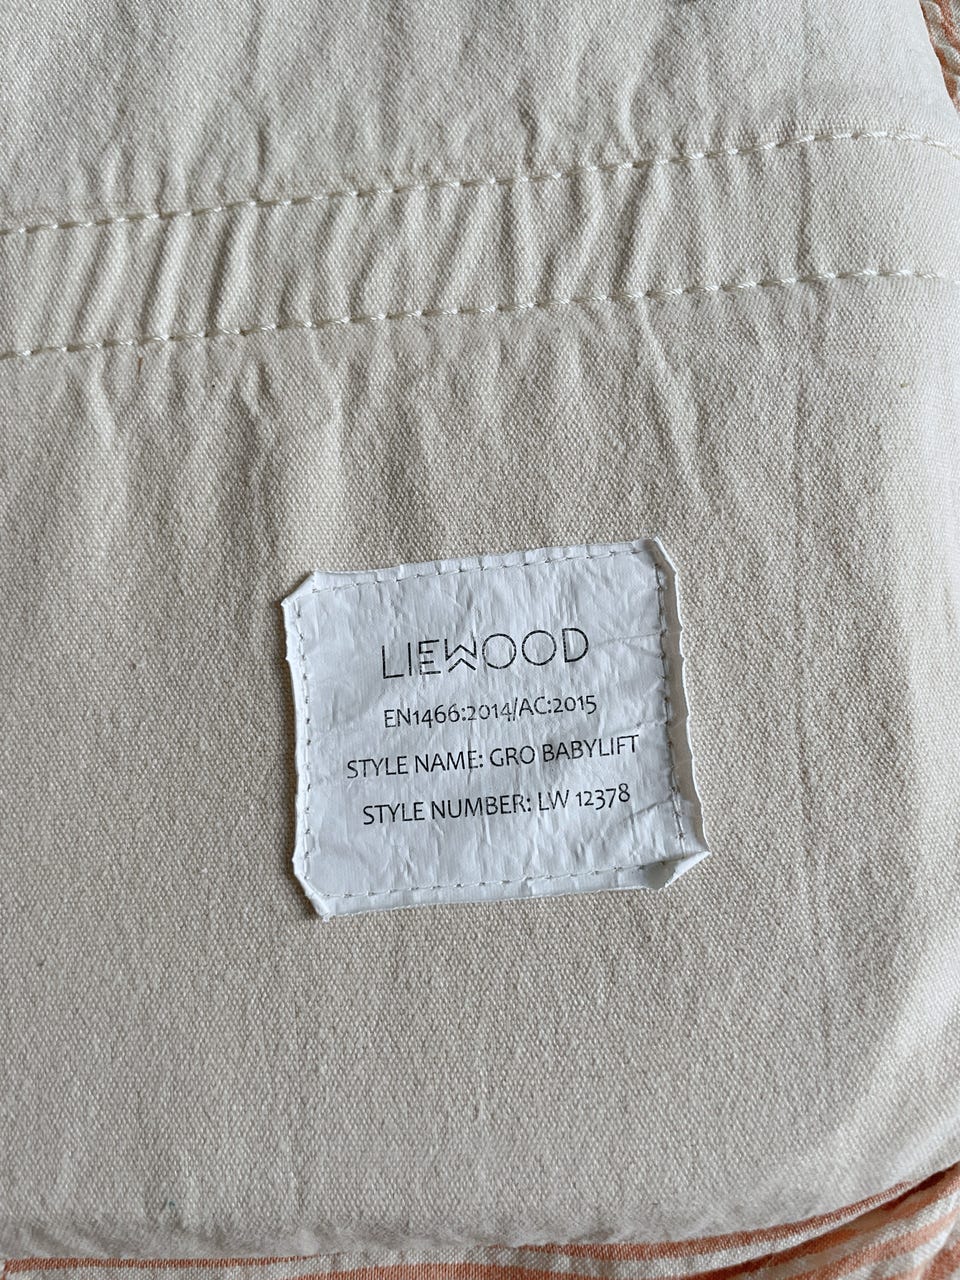 LIEWOOD
EN1466:2014/AC:2015
STYLE NAME: GRO BABYLIFT
STYLE NUMBER: LW 12378